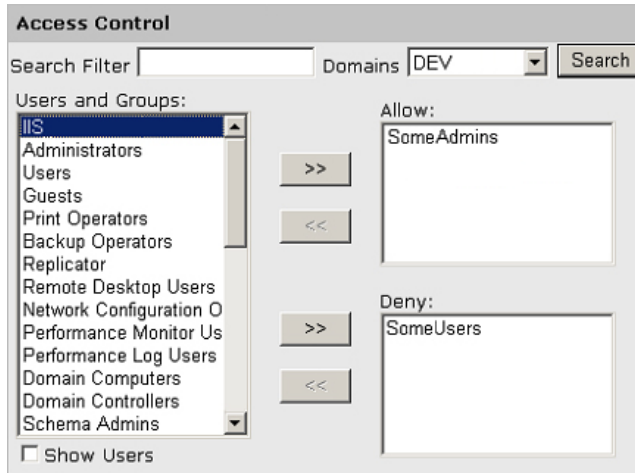 Access Control
Search Filter
Domains DEV Search
Users and Groups:
IIS
Administrators
Users
Guests
Print Operators
Backup Operators
Replicator
Remote Desktop Users
Network Configuration O
Performance Monitor Us
Performance Log Users
Domain Computers
Domain Controllers
Schema Admins
Show Users
>>
<<
>>
<<
Allow:
SomeAdmins
Deny:
SomeUsers